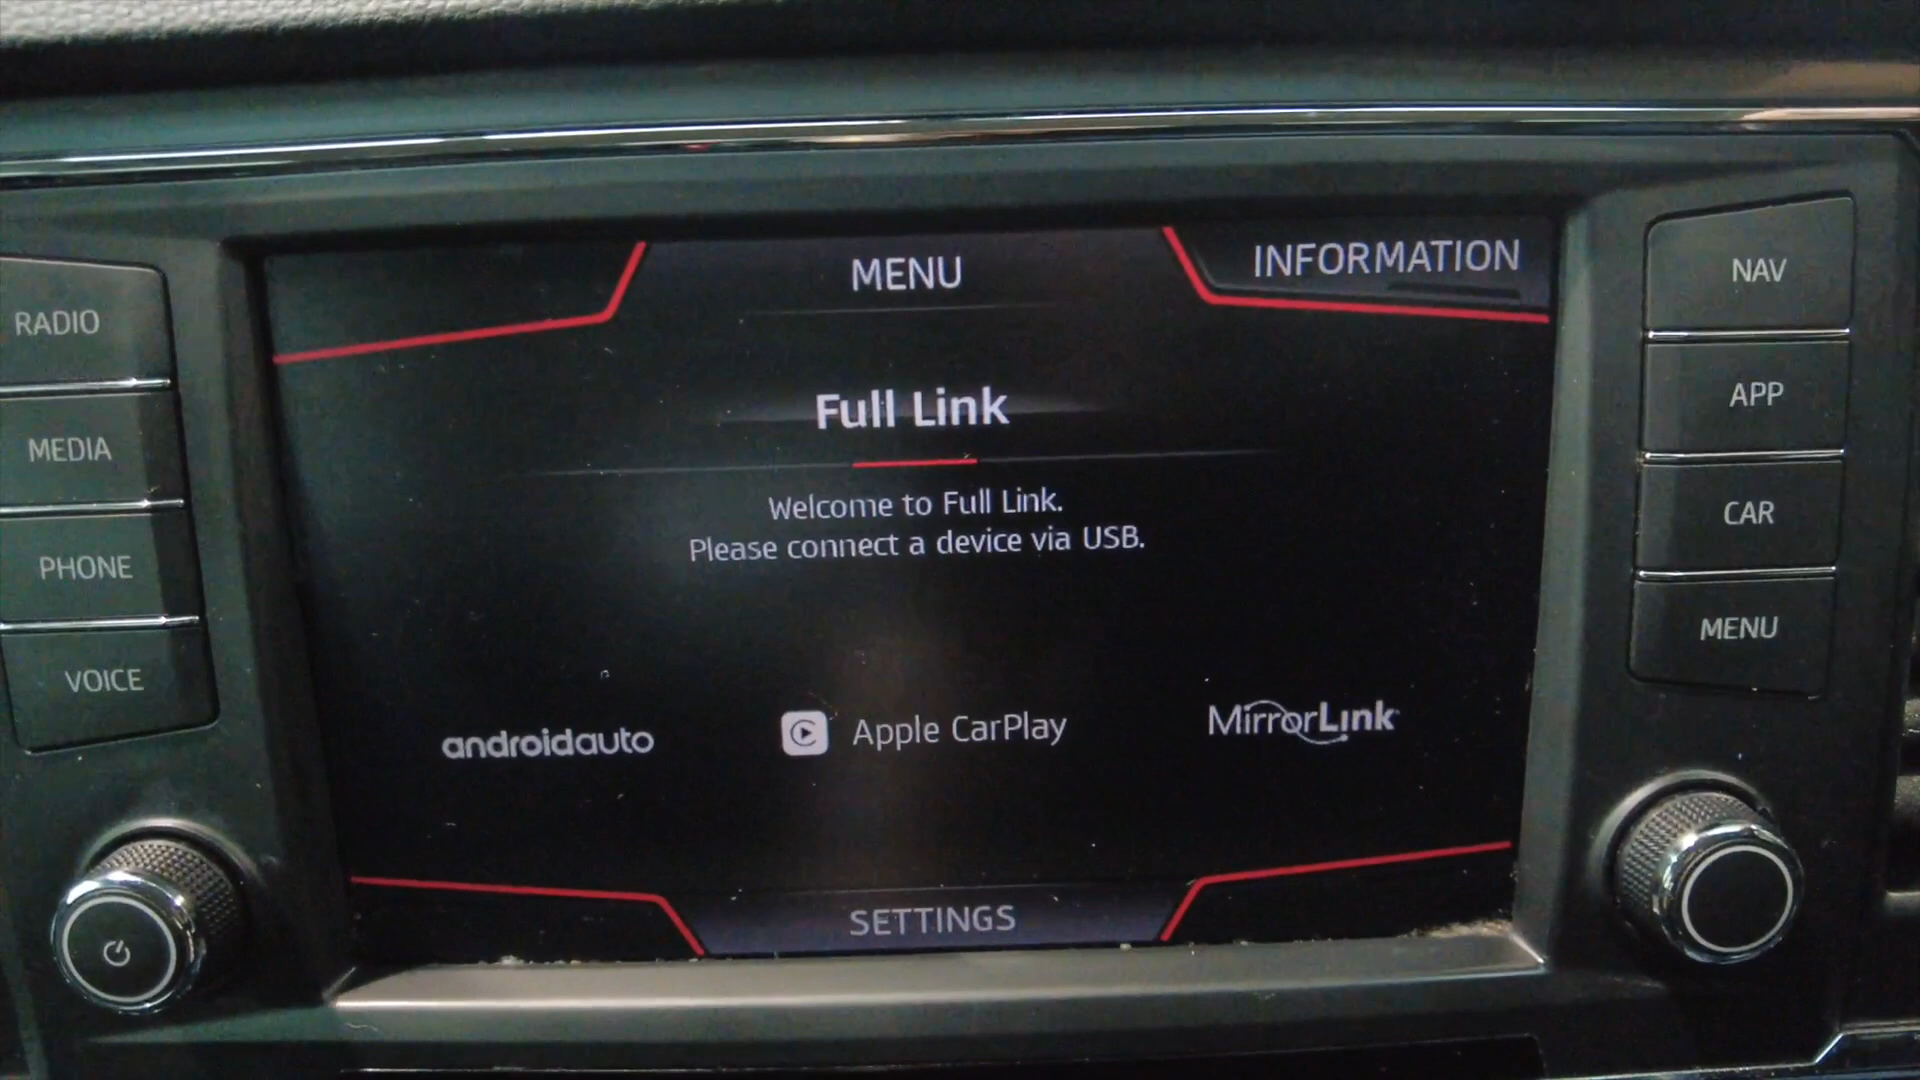 MENU
INFORMATION
Full Link
Welcome to Full Link.
Please connect a device via USB.
androidauto
Apple CarPlay
MirrorLink
SETTINGS
RADIO
MEDIA
PHONE
VOICE
NAV
APP
CAR
MENU